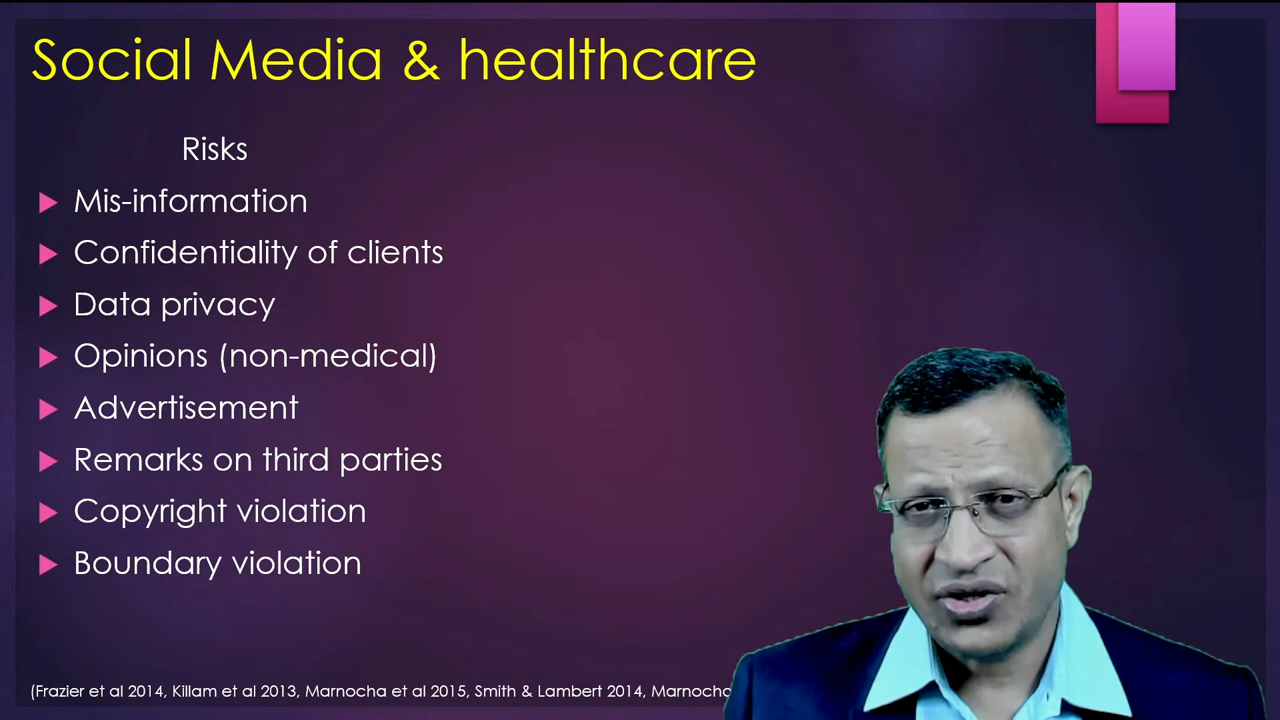 Social Media & healthcare
Risks
Mis-information
Confidentiality of clients
Data privacy
Opinions (non-medical)
Advertisement
Remarks on third parties
Copyright violation
Boundary violation
(Frazier et al 2014, Killam et al 2013, Marnocha et al 2015, Smith & Lambert 2014, Marnocha